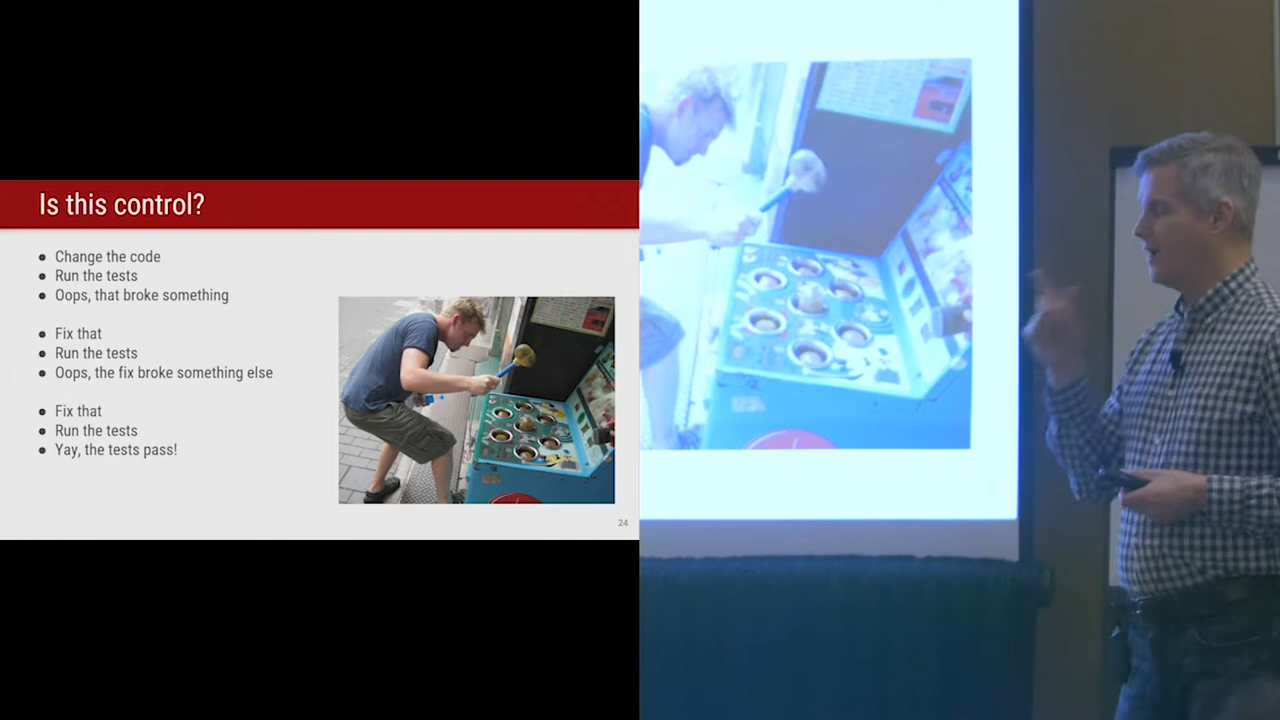 Is this control?
Change the code
Run the tests
Oops, that broke something
Fix that
Run the tests
Oops, the fix broke something else
Fix that
Run the tests
Yay, the tests pass!
24